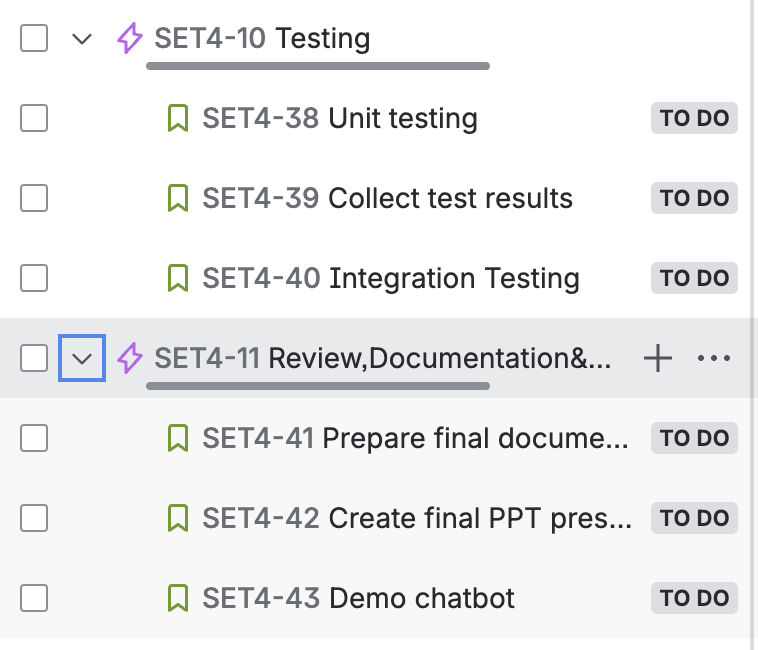 SET4-10 Testing
SET4-38 Unit testing TO DO
SET4-39 Collect test results TO DO
SET4-40 Integration Testing TO DO
SET4-11 Review,Documentation&...
SET4-41 Prepare final docume... TO DO
SET4-42 Create final PPT pres... TO DO
SET4-43 Demo chatbot TO DO